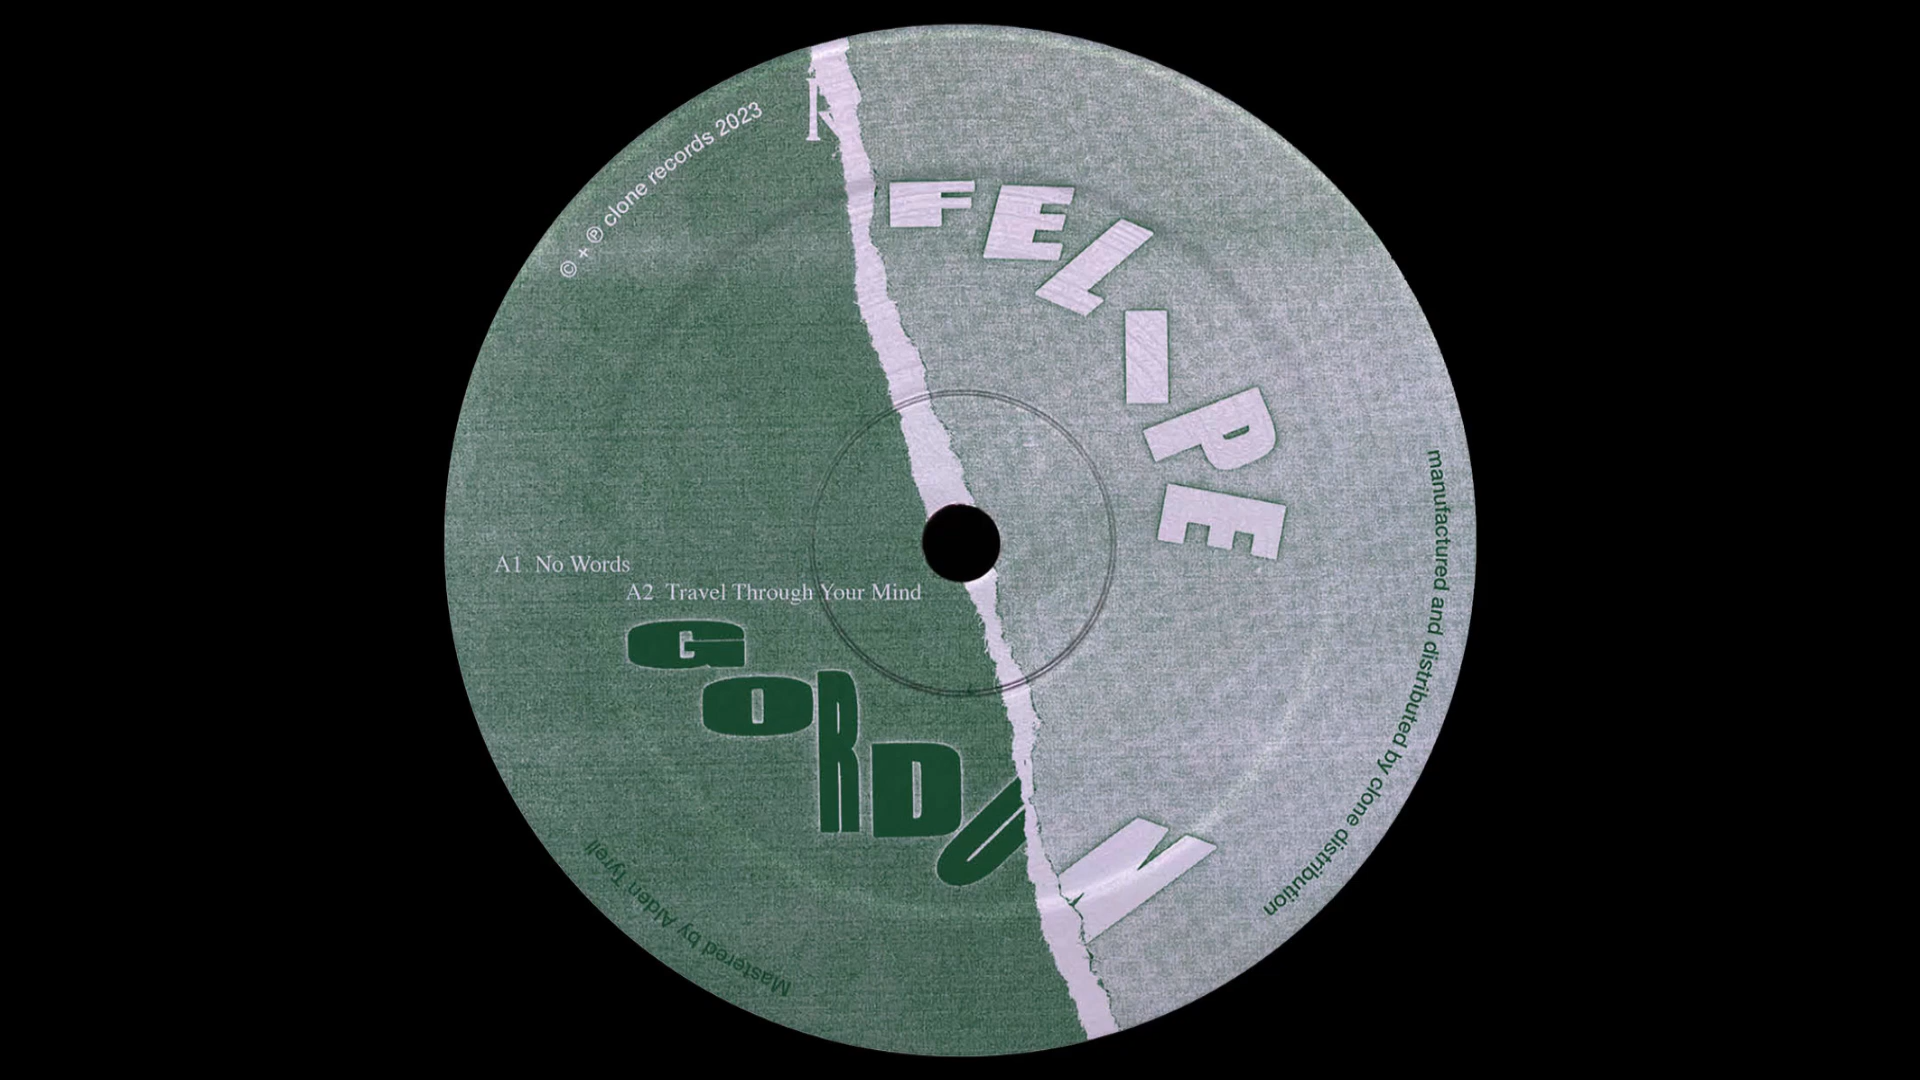 © + ℗ clone records 2023
FELIPE
manufactured and distributed by clone distribution
A1 No Words
A2 Travel Through Your Mind
GORDON
Mastered by Alden Tyrell